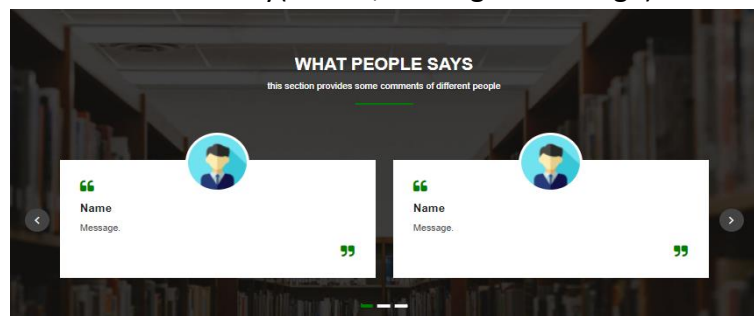 WHAT PEOPLE SAYS
this section provides some comments of different people
Name
Message.
Name
Message.